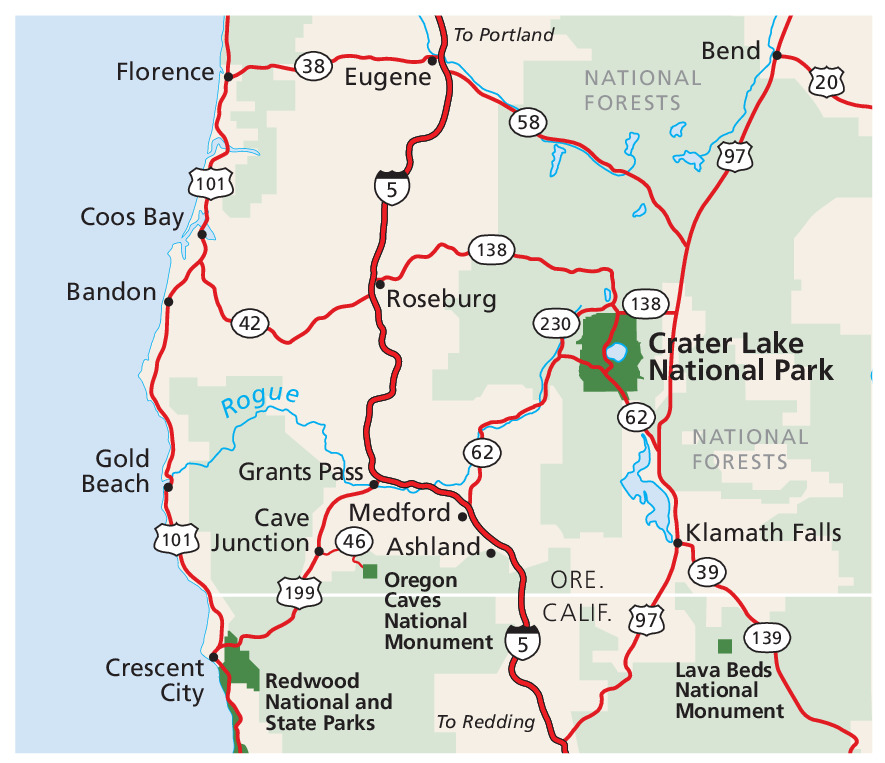 To Portland
Bend
Florence
38
Eugene
NATIONAL
FORESTS
20
58
97
101
5
Coos Bay
138
Bandon
Roseburg
138
42
230
Crater Lake
National Park
Rogue
62
62
NATIONAL
FORESTS
Gold
Beach
Grants Pass
Medford
Cave
Junction
46
101
Klamath Falls
Ashland
39
Oregon
Caves
National
Monument
ORE.
CALIF.
199
97
5
139
Crescent
City
Redwood
National and
State Parks
Lava Beds
National
Monument
To Redding